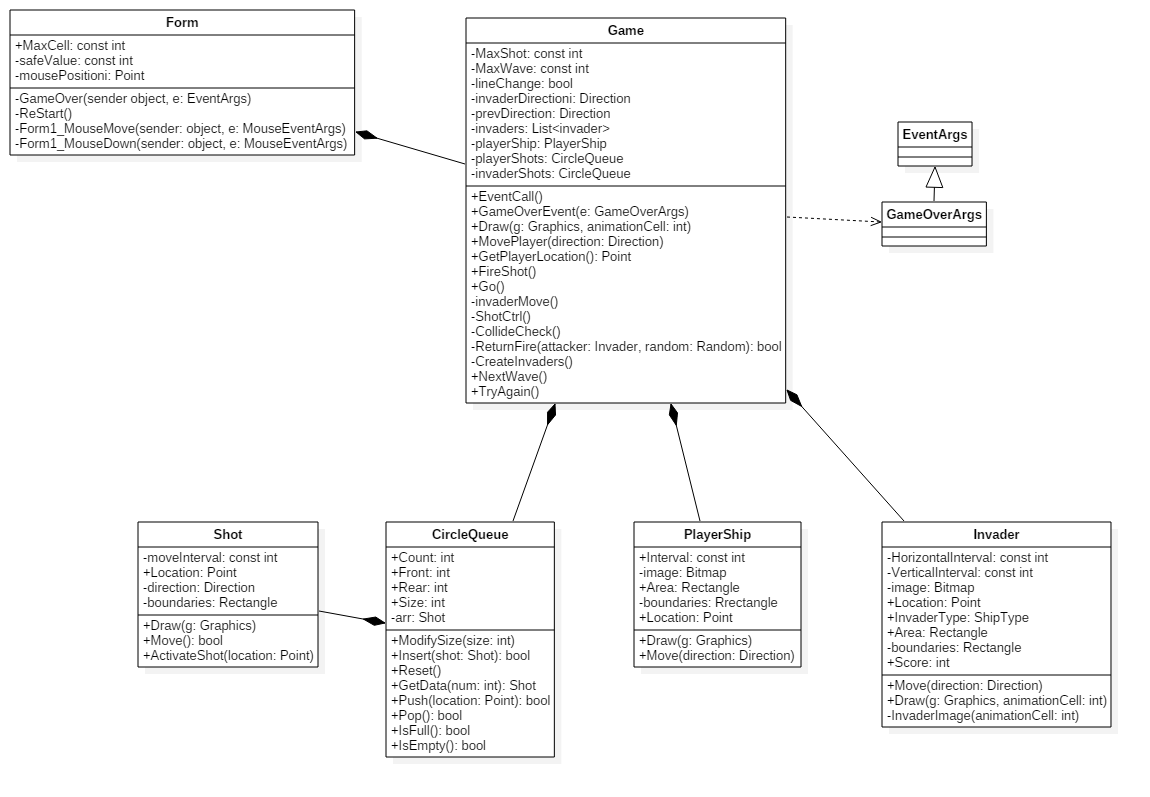 Form
+MaxCell: const int
-safeValue: const int
-mousePositioni: Point
-GameOver(sender object, e: EventArgs)
-ReStart()
-Form1_MouseMove(sender: object, e: MouseEventArgs)
-Form1_MouseDown(sender: object, e: MouseEventArgs)
Game
-MaxShot: const int
-MaxWave: const int
-lineChange: bool
-invaderDirectioni: Direction
-prevDirection: Direction
-invaders: List<invader>
-playerShip: PlayerShip
-playerShots: CircleQueue
-invaderShots: CircleQueue
+EventCall()
+GameOverEvent(e: GameOverArgs)
+Draw(g: Graphics, animationCell: int)
+MovePlayer(direction: Direction)
+GetPlayerLocation(): Point
+FireShot()
+Go()
-invaderMove()
-ShotCtrl()
-CollideCheck()
-ReturnFire(attacker: Invader, random: Random): bool
-CreateInvaders()
+NextWave()
+TryAgain()
EventArgs
GameOverArgs
Shot
-moveInterval: const int
+Location: Point
-direction: Direction
-boundaries: Rectangle
+Draw(g: Graphics)
+Move(): bool
+ActivateShot(location: Point)
CircleQueue
+Count: int
+Front: int
+Rear: int
+Size: int
-arr: Shot
+ModifySize(size: int)
+Insert(shot: Shot): bool
+Reset()
+GetData(num: int): Shot
+Push(location: Point): bool
+Pop(): bool
+IsFull(): bool
+IsEmpty(): bool
PlayerShip
+Interval: const int
-image: Bitmap
+Area: Rectangle
-boundaries: Rrectangle
+Location: Point
+Draw(g: Graphics)
+Move(direction: Direction)
Invader
-HorizontalInterval: const int
-VerticalInterval: const int
-image: Bitmap
+Location: Point
+InvaderType: ShipType
+Area: Rectangle
-boundaries: Rectangle
+Score: int
+Move(direction: Direction)
+Draw(g: Graphics, animationCell: int)
-InvaderImage(animationCell: int)